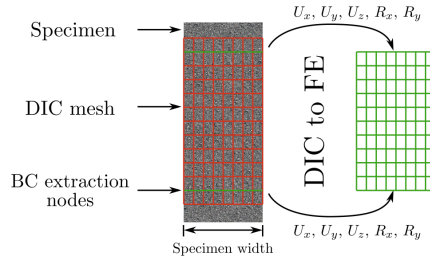 Specimen
DIC mesh
BC extraction
nodes
Specimen width
U_x, U_y, U_z, R_x, R_y
DIC to FE
U_x, U_y, U_z, R_x, R_y